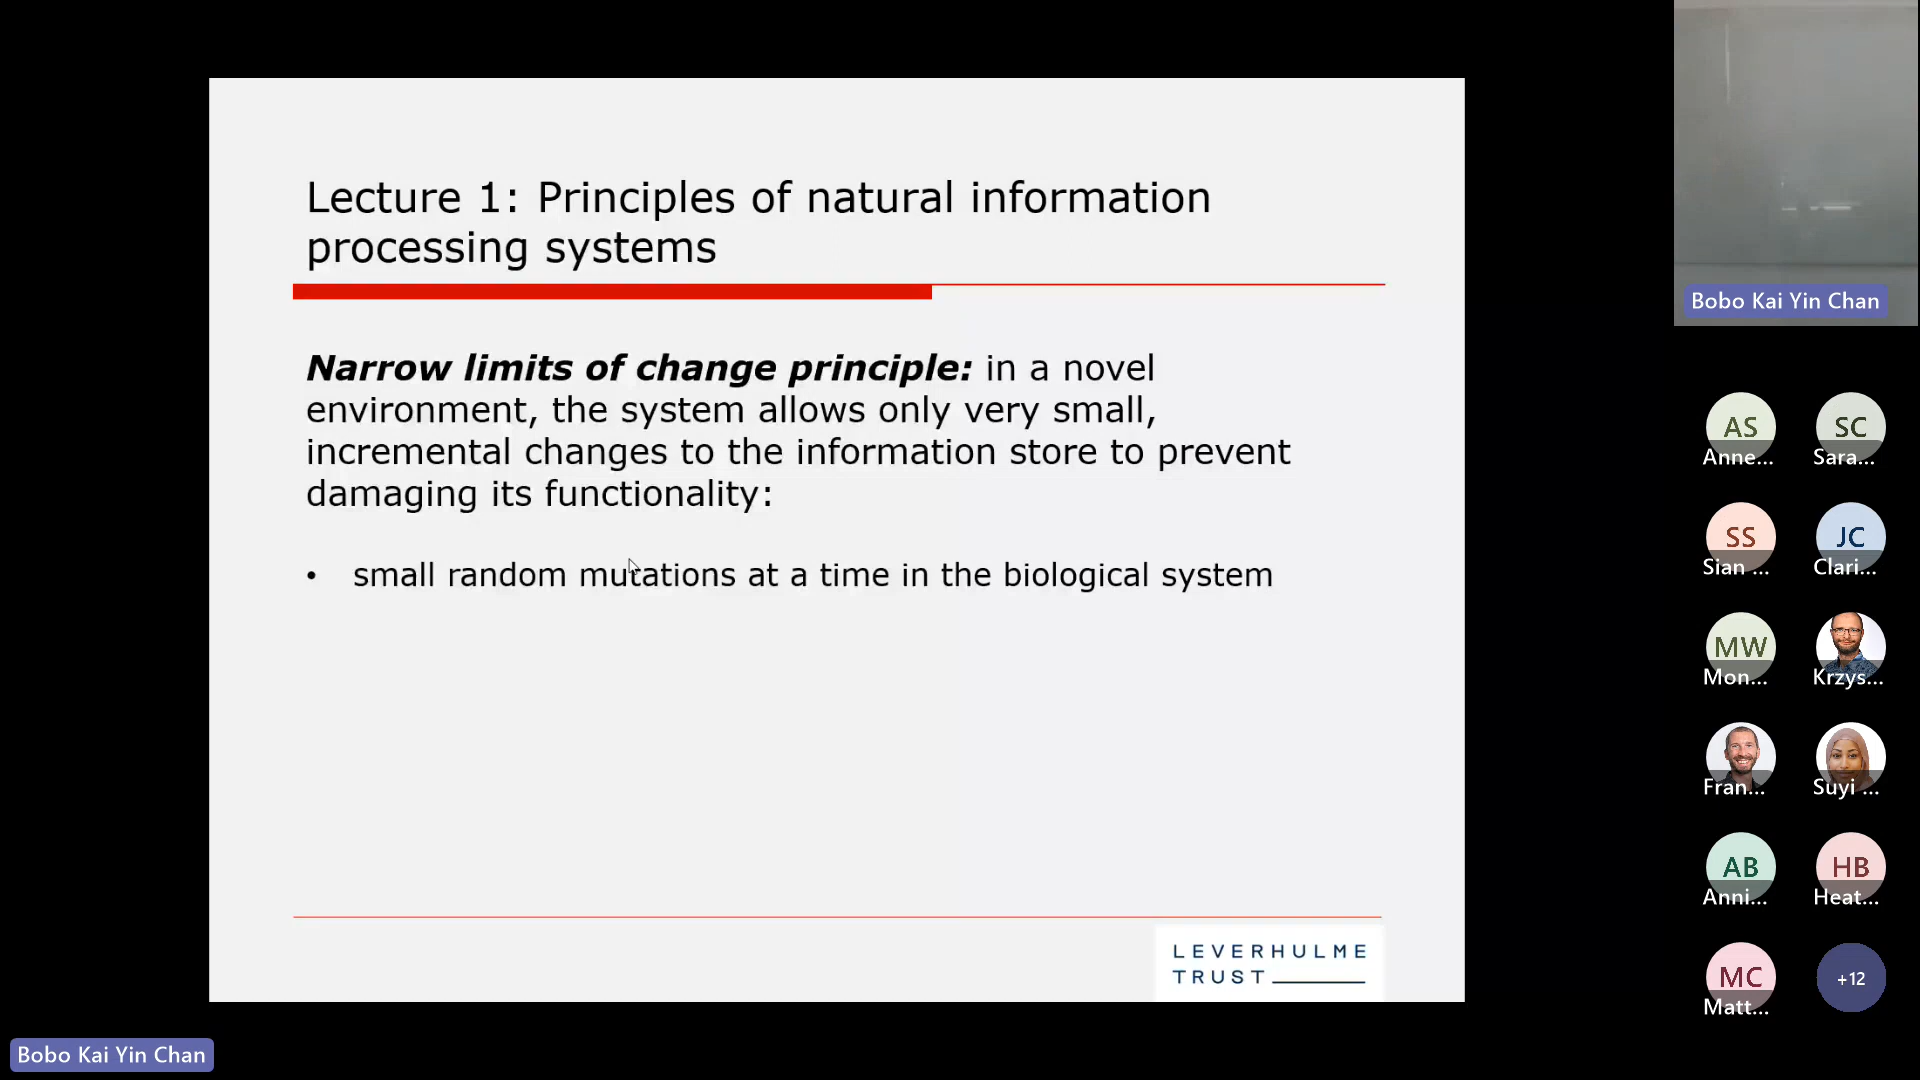 Lecture 1: Principles of natural information
processing systems
Narrow limits of change principle: in a novel
environment, the system allows only very small,
incremental changes to the information store to prevent
damaging its functionality:
• small random mutations at a time in the biological system
LEVERHULME
TRUST
Bobo Kai Yin Chan
Bobo Kai Yin Chan
AS
Anne...
SC
Sara...
SS
Sian ...
JC
Clari...
MW
Mon...
Krzys...
Fran...
Suyi ...
AB
Anni...
HB
Heat...
MC
Matt...
+12